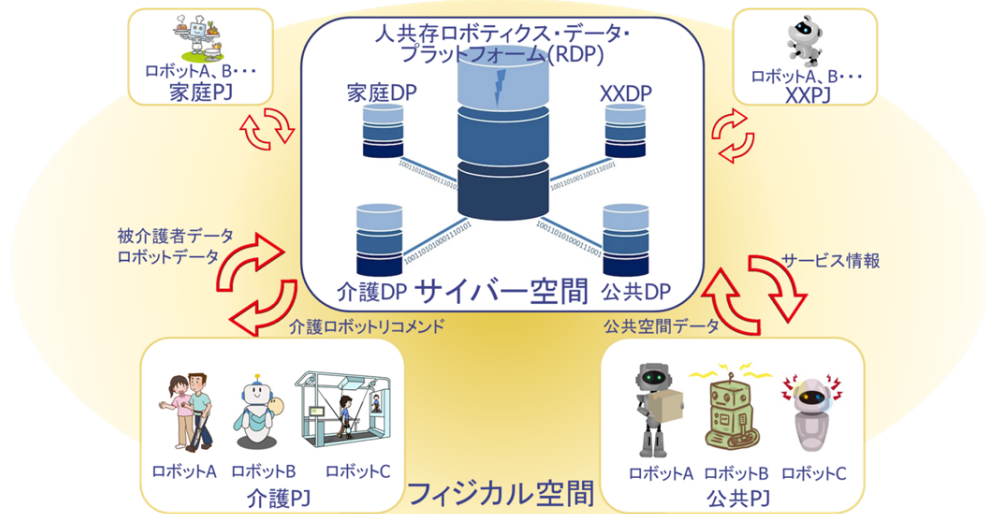 人共存ロボティクス・データ・
プラットフォーム(RDP)
ロボットA、B・・・
家庭PJ
ロボットA、B・・・
XXPJ
家庭DP
XXDP
10011010100011101010
1001101010011001110101
被介護者データ
ロボットデータ
サービス情報
1001101010001110101
1001101010001110101
介護DP
サイバー空間
公共DP
介護ロボットリコメンド
公共空間データ
ロボットA
ロボットB
ロボットC
介護PJ
フィジカル空間
ロボットA
ロボットB
ロボットC
公共PJ